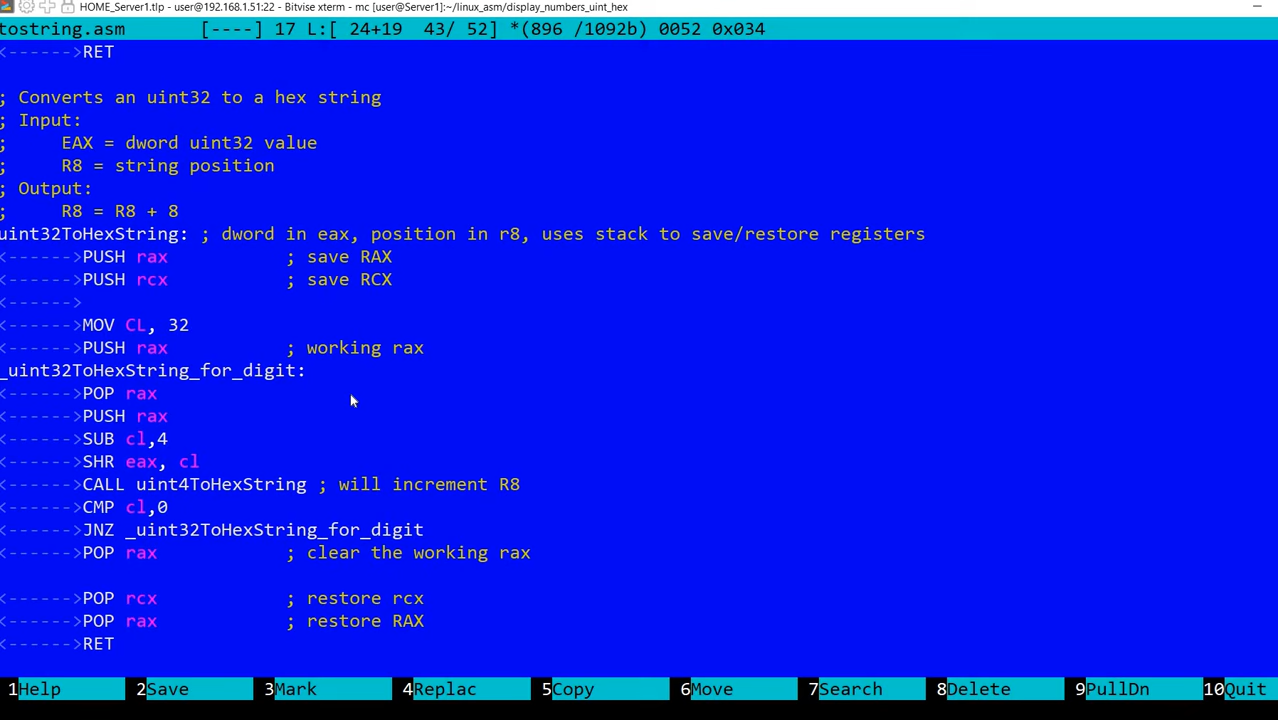 HOME_Server1.tlp - user@192.168.1.51:22 - Bitvise xterm - mc [user@Server1]:~/linux_asm/display_numbers_uint_hex
tostring.asm [----] 17 L:[ 24+19 43/ 52] *(896 /1092b) 0052 0x034
<------>RET
; Converts an uint32 to a hex string
; Input:
; EAX = dword uint32 value
; R8 = string position
; Output:
; R8 = R8 + 8
uint32ToHexString: ; dword in eax, position in r8, uses stack to save/restore registers
<------>PUSH rax ; save RAX
<------>PUSH rcx ; save RCX
<------>
<------>MOV CL, 32
<------>PUSH rax ; working rax
_uint32ToHexString_for_digit:
<------>POP rax
<------>PUSH rax
<------>SUB cl,4
<------>SHR eax, cl
<------>CALL uint4ToHexString ; will increment R8
<------>CMP cl,0
<------>JNZ _uint32ToHexString_for_digit
<------>POP rax ; clear the working rax
<------>POP rcx ; restore rcx
<------>POP rax ; restore RAX
<------>RET
1Help 2Save 3Mark 4Replac 5Copy 6Move 7Search 8Delete 9PullDn 10Quit